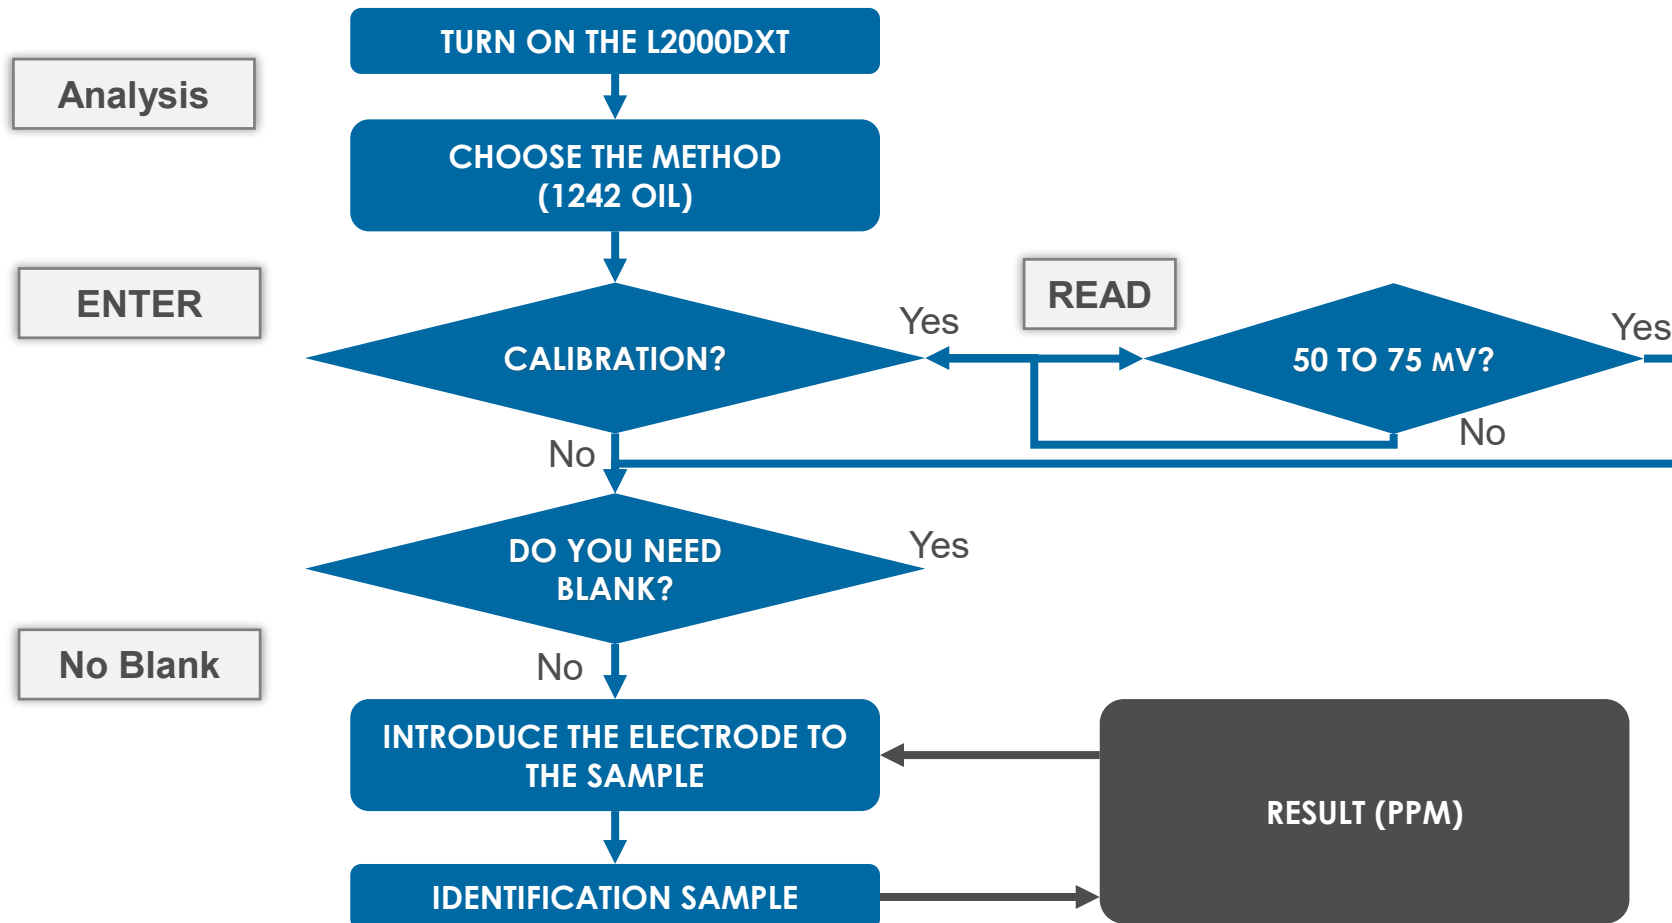 TURN ON THE L2000DXT
Analysis
CHOOSE THE METHOD
(1242 OIL)
ENTER
READ
CALIBRATION?
Yes
50 TO 75 MV?
Yes
No
No
DO YOU NEED
BLANK?
Yes
No Blank
No
INTRODUCE THE ELECTRODE TO
THE SAMPLE
RESULT (PPM)
IDENTIFICATION SAMPLE